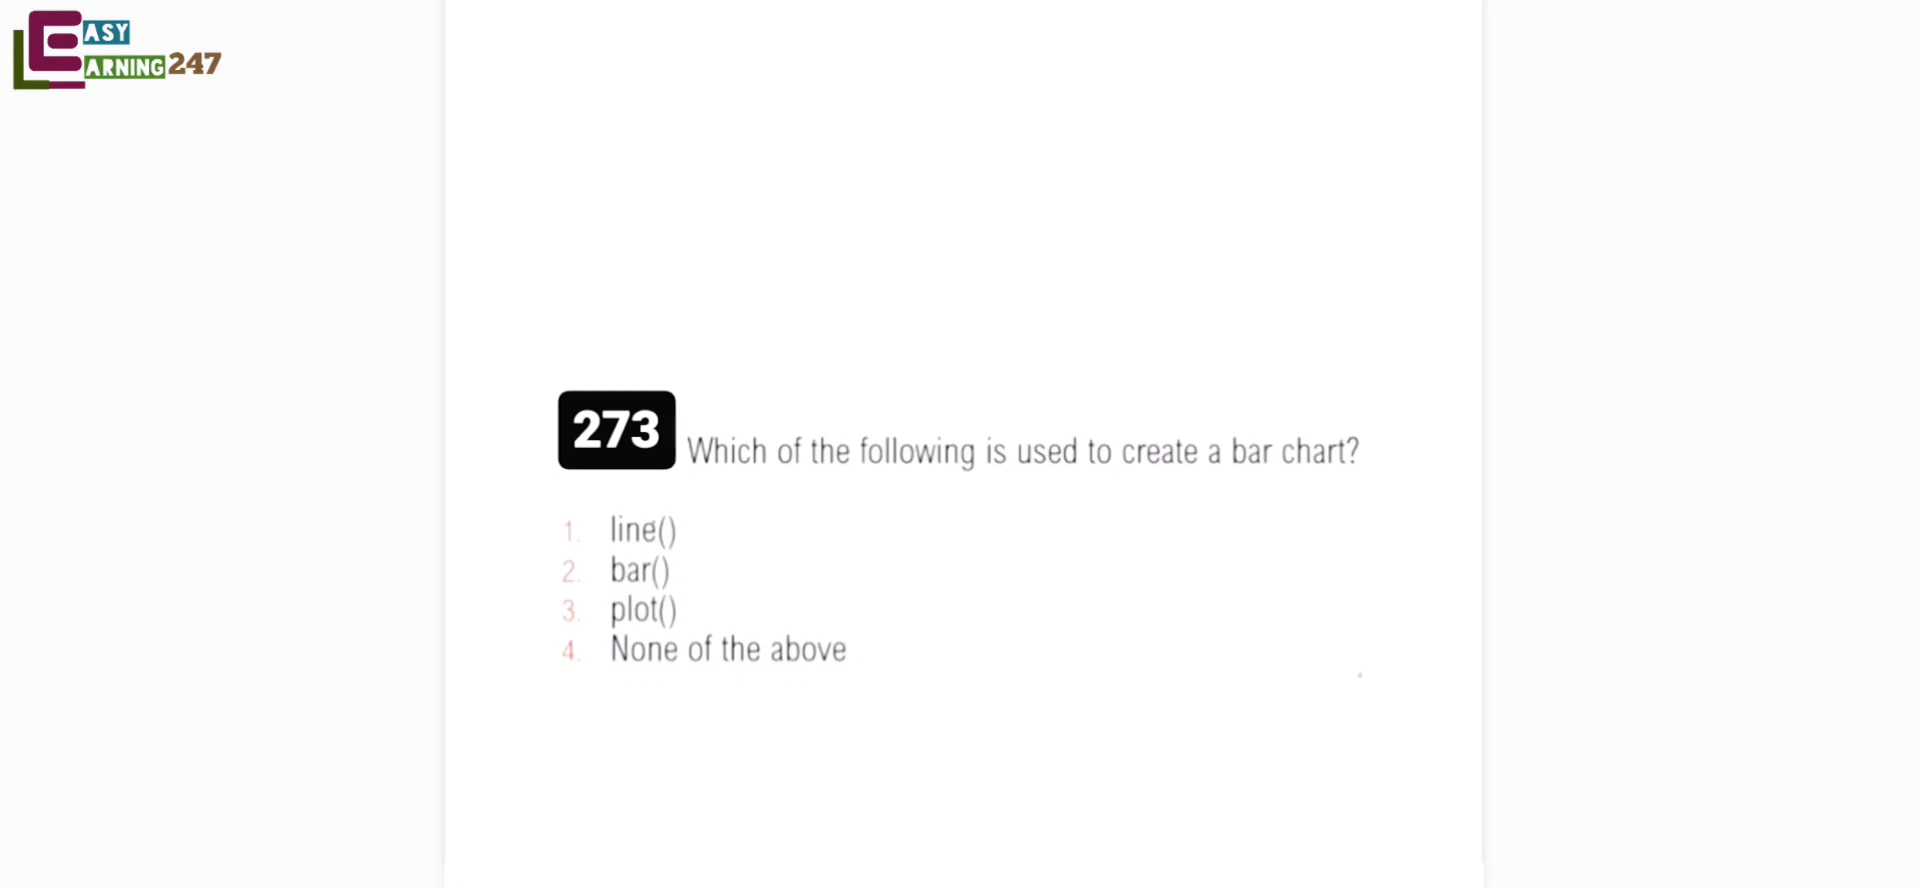 EASY
LEARNING247
273 Which of the following is used to create a bar chart?
1. line()
2. bar()
3. plot()
4. None of the above